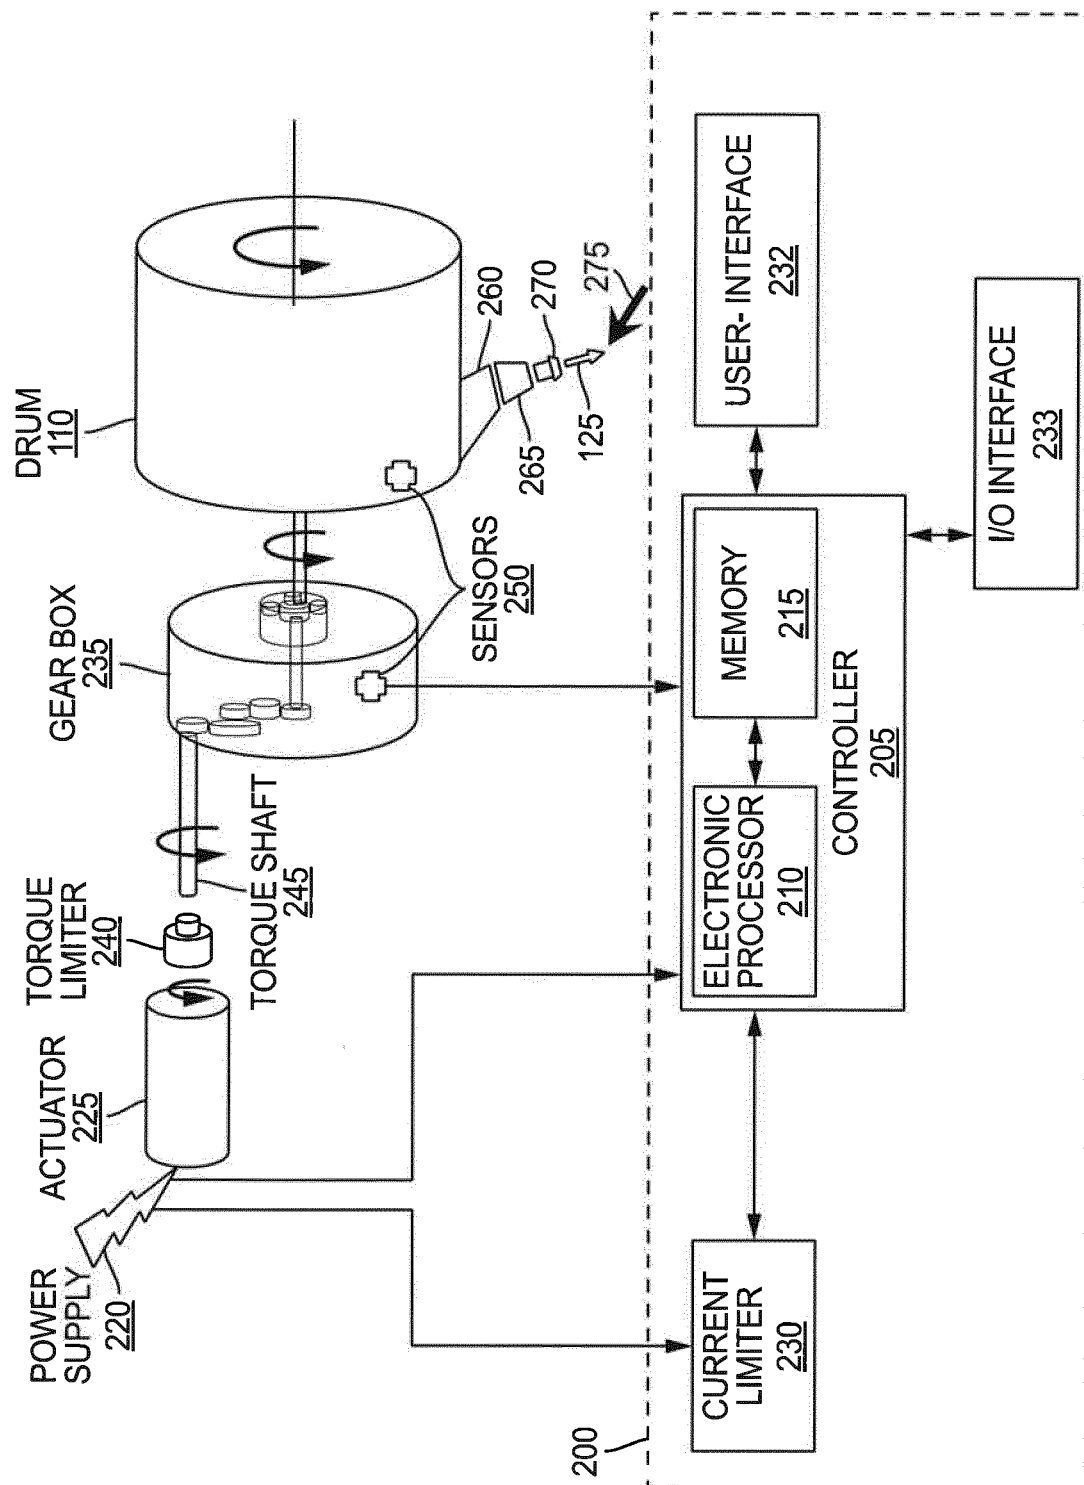 DRUM
110
GEAR BOX
235
TORQUE
LIMITER
240
TORQUE SHAFT
245
ACTUATOR
225
POWER
SUPPLY
220
SENSORS
250
260
265
270
125
275
200
USER- INTERFACE
232
I/O INTERFACE
233
MEMORY
215
ELECTRONIC
PROCESSOR
210
CONTROLLER
205
CURRENT
LIMITER
230